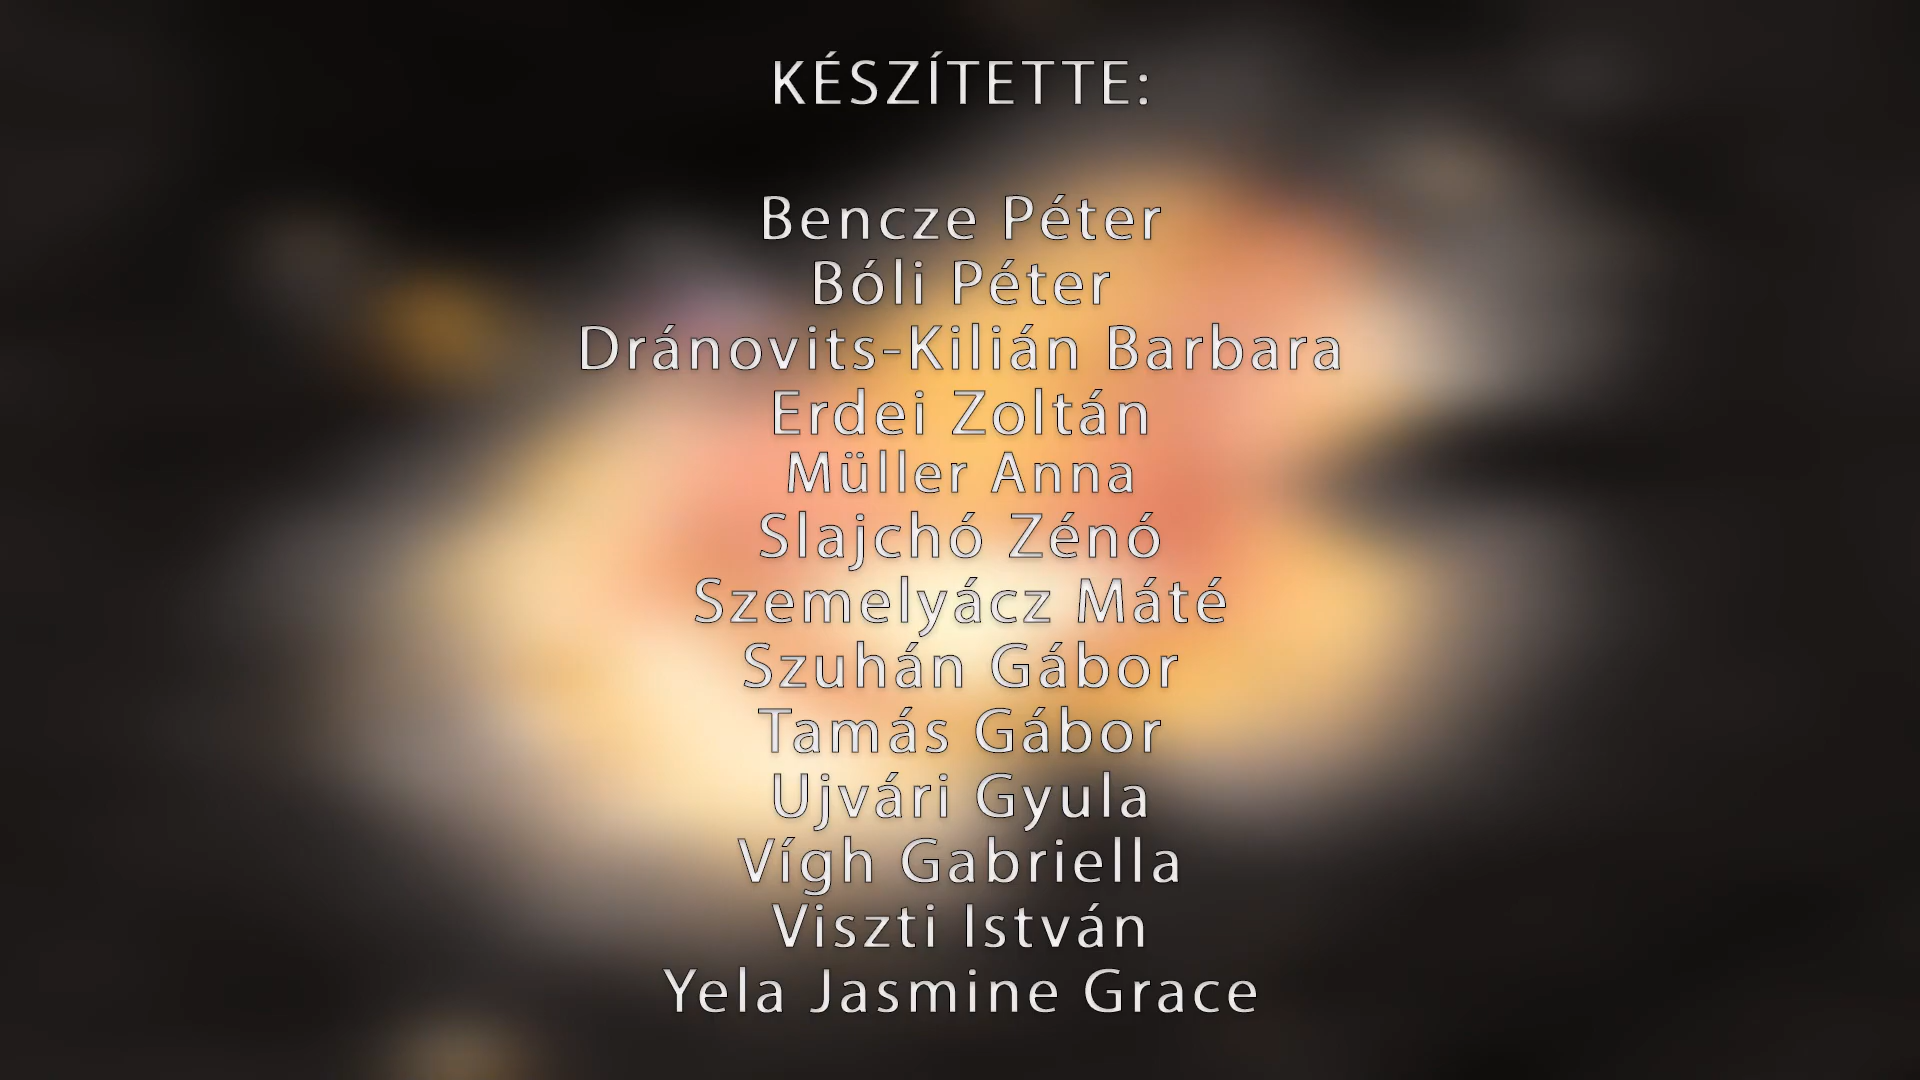 KÉSZÍTETTE:
Bencze Péter
Bóli Péter
Dránovits-Kilián Barbara
Erdei Zoltán
Müller Anna
Slajchó Zénó
Szemelyácz Máté
Szuhán Gábor
Tamás Gábor
Ujvári Gyula
Vígh Gabriella
Viszti István
Yela Jasmine Grace